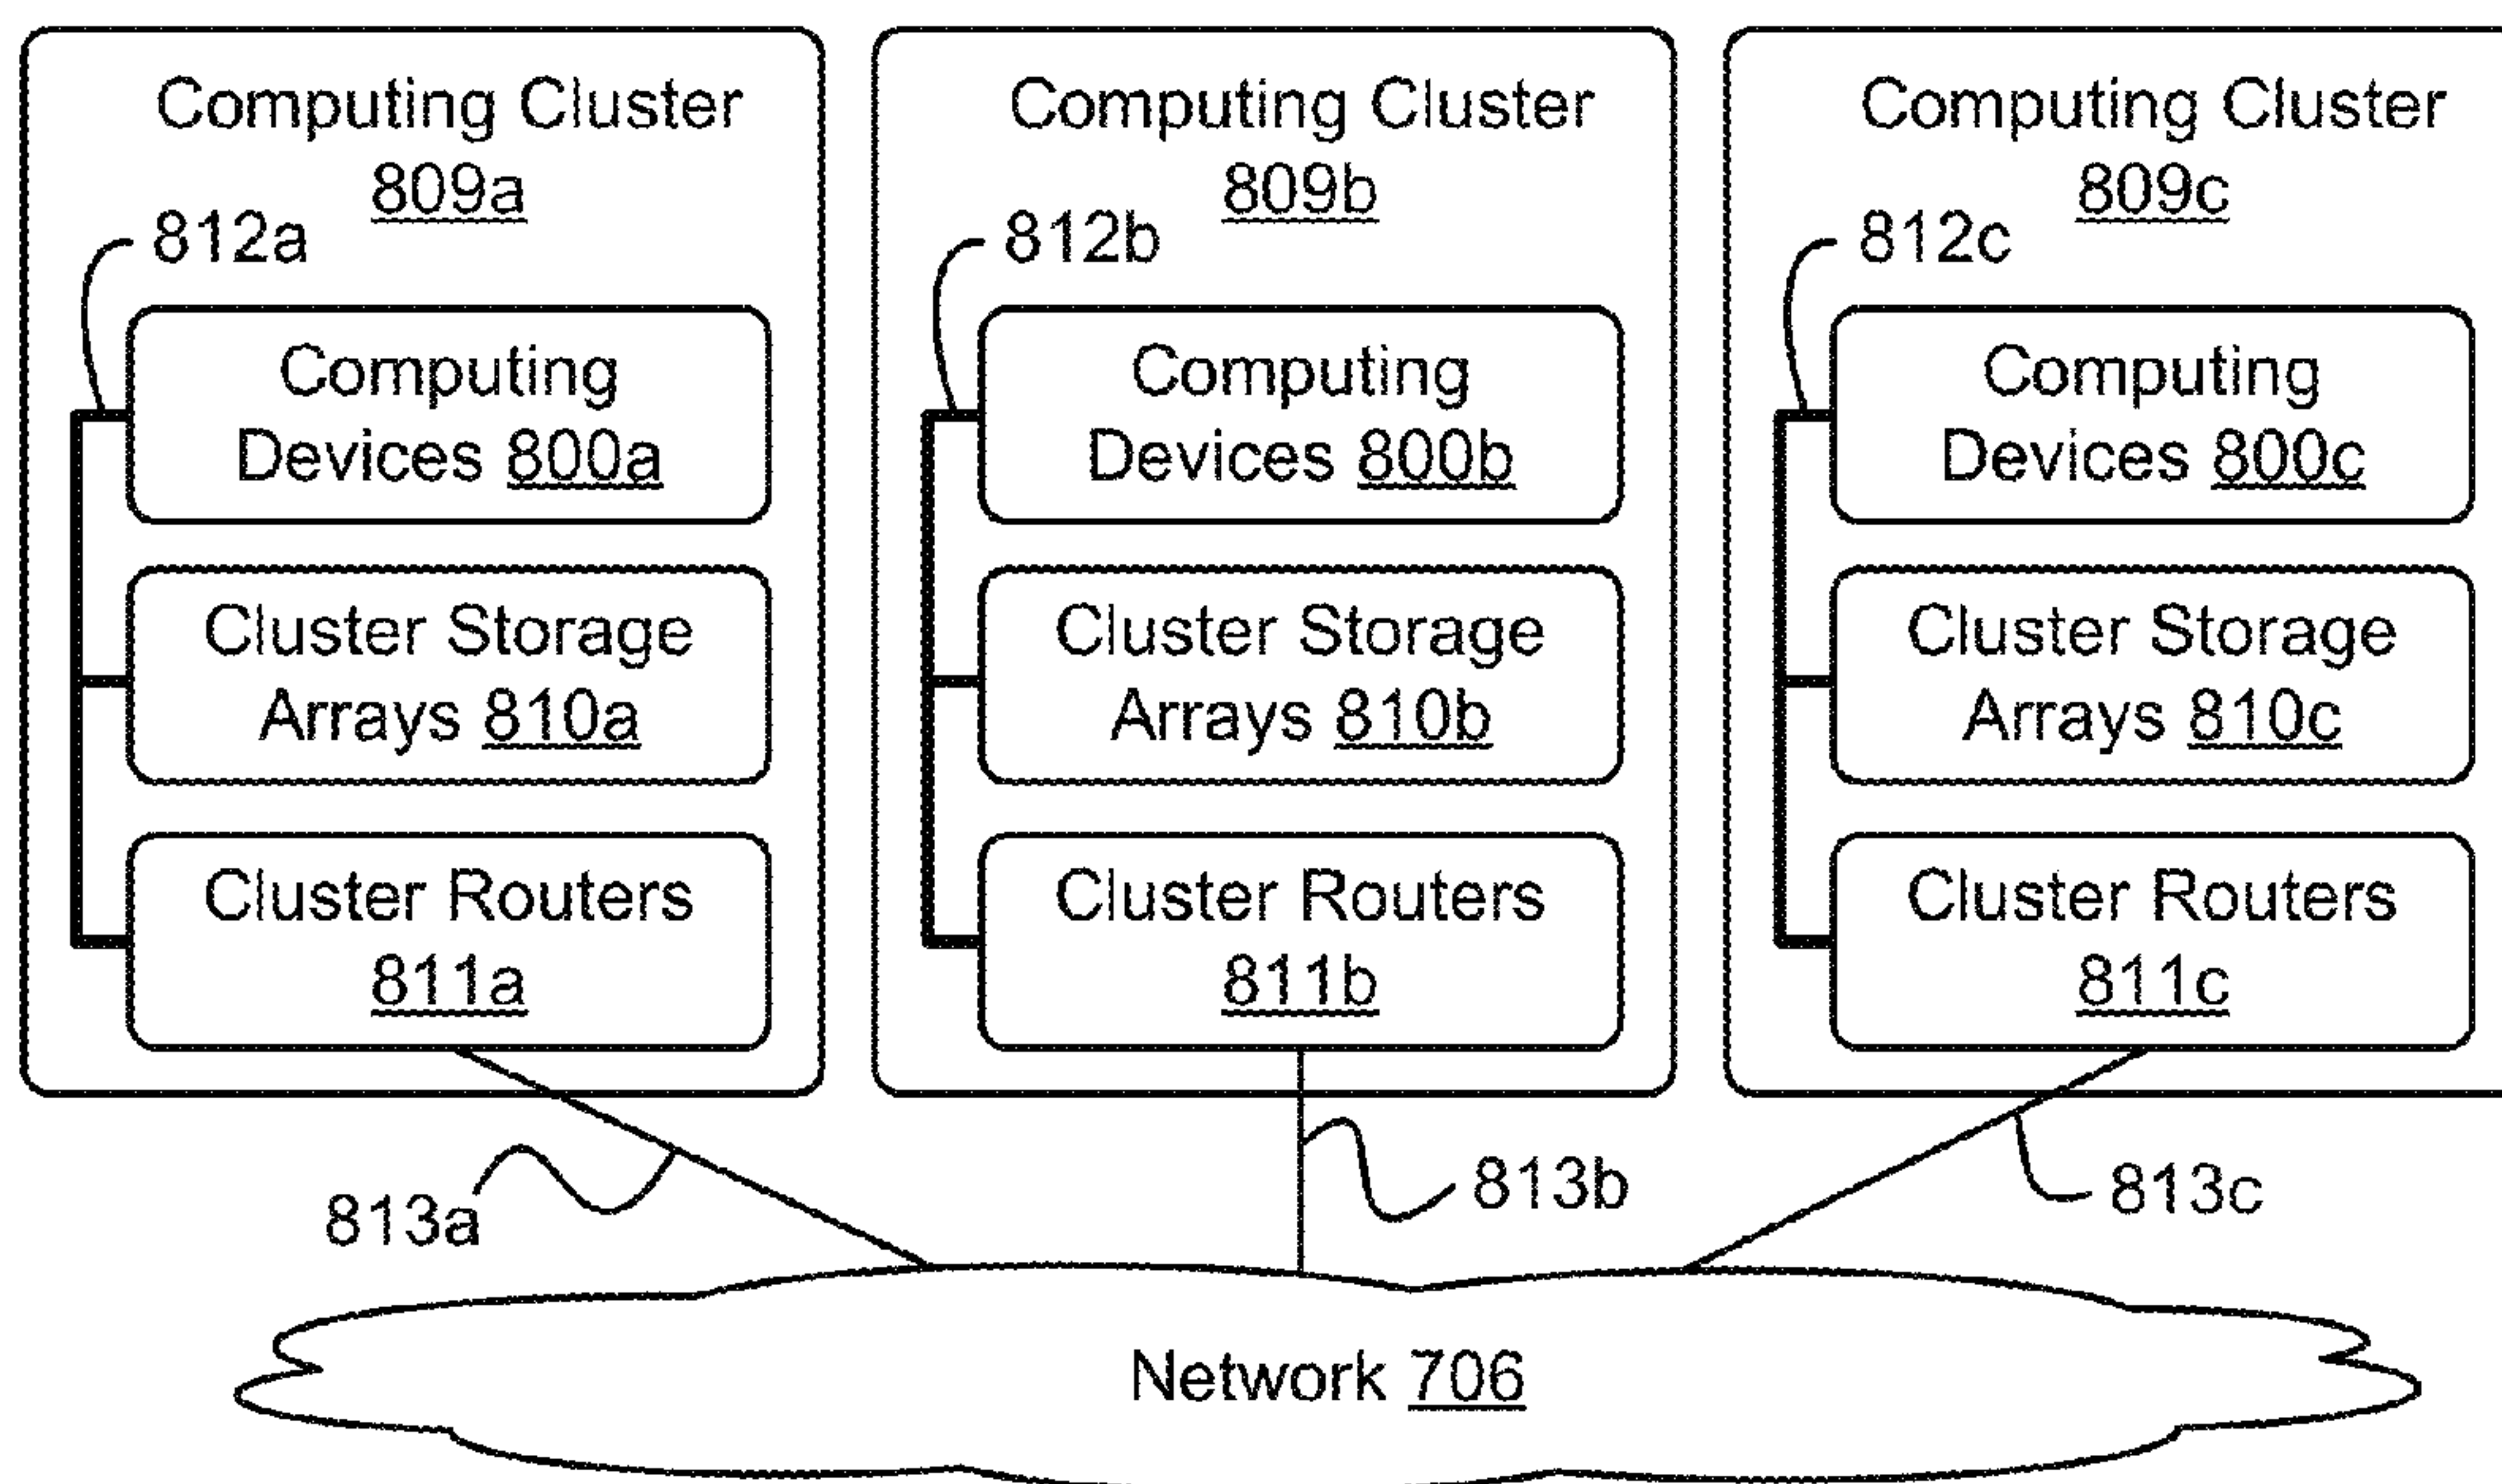 Computing Cluster
809a
812a
Computing
Devices 800a
Cluster Storage
Arrays 810a
Cluster Routers
811a
Computing Cluster
809b
812b
Computing
Devices 800b
Cluster Storage
Arrays 810b
Cluster Routers
811b
Computing Cluster
809c
812c
Computing
Devices 800c
Cluster Storage
Arrays 810c
Cluster Routers
811c
813a
813b
813c
Network 706